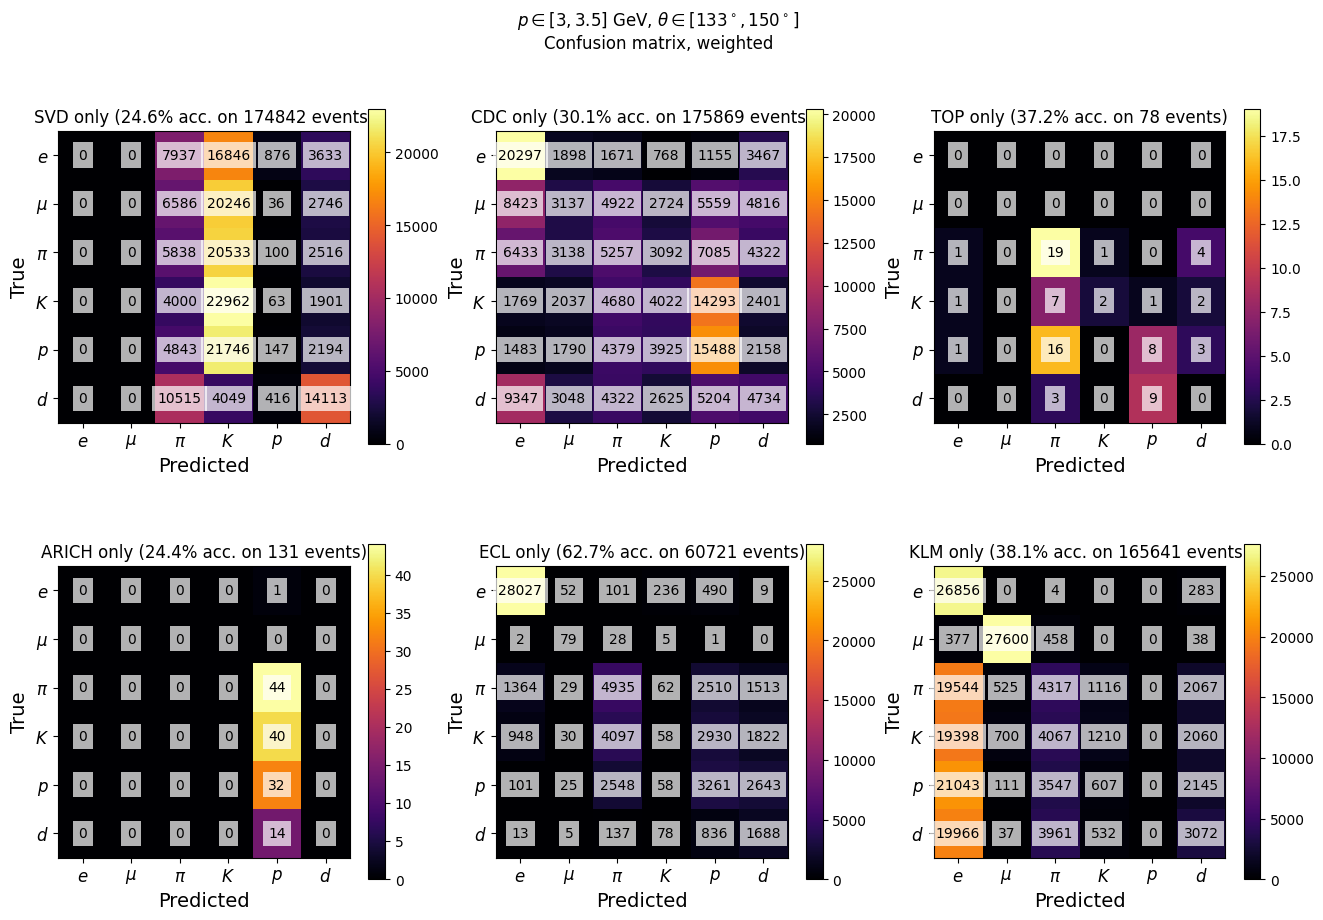 p ∈ [3, 3.5] GeV, θ ∈ [133°, 150°]
Confusion matrix, weighted
SVD only (24.6% acc. on 174842 events
e 0 0 7937 16846 876 3633
μ 0 0 6586 20246 36 2746
π 0 0 5838 20533 100 2516
K 0 0 4000 22962 63 1901
p 0 0 4843 21746 147 2194
d 0 0 10515 4049 416 14113
e μ π K p d
True
Predicted
20000
15000
10000
5000
0
CDC only (30.1% acc. on 175869 events
e 20297 1898 1671 768 1155 3467
μ 8423 3137 4922 2724 5559 4816
π 6433 3138 5257 3092 7085 4322
K 1769 2037 4680 4022 14293 2401
p 1483 1790 4379 3925 15488 2158
d 9347 3048 4322 2625 5204 4734
e μ π K p d
True
Predicted
20000
17500
15000
12500
10000
7500
5000
2500
TOP only (37.2% acc. on 78 events)
e 0 0 0 0 0 0
μ 0 0 0 0 0 0
π 1 0 19 1 0 4
K 1 0 7 2 1 2
p 1 0 16 0 8 3
d 0 0 3 0 9 0
e μ π K p d
True
Predicted
17.5
15.0
12.5
10.0
7.5
5.0
2.5
0.0
ARICH only (24.4% acc. on 131 events)
e 0 0 0 0 1 0
μ 0 0 0 0 0 0
π 0 0 0 0 44 0
K 0 0 0 0 40 0
p 0 0 0 0 32 0
d 0 0 0 0 14 0
e μ π K p d
True
Predicted
40
35
30
25
20
15
10
5
0
ECL only (62.7% acc. on 60721 events)
e 28027 52 101 236 490 9
μ 2 79 28 5 1 0
π 1364 29 4935 62 2510 1513
K 948 30 4097 58 2930 1822
p 101 25 2548 58 3261 2643
d 13 5 137 78 836 1688
e μ π K p d
True
Predicted
25000
20000
15000
10000
5000
0
KLM only (38.1% acc. on 165641 events
e 26856 0 4 0 0 283
μ 377 27600 458 0 0 38
π 19544 525 4317 1116 0 2067
K 19398 700 4067 1210 0 2060
p 21043 111 3547 607 0 2145
d 19966 37 3961 532 0 3072
e μ π K p d
True
Predicted
25000
20000
15000
10000
5000
0